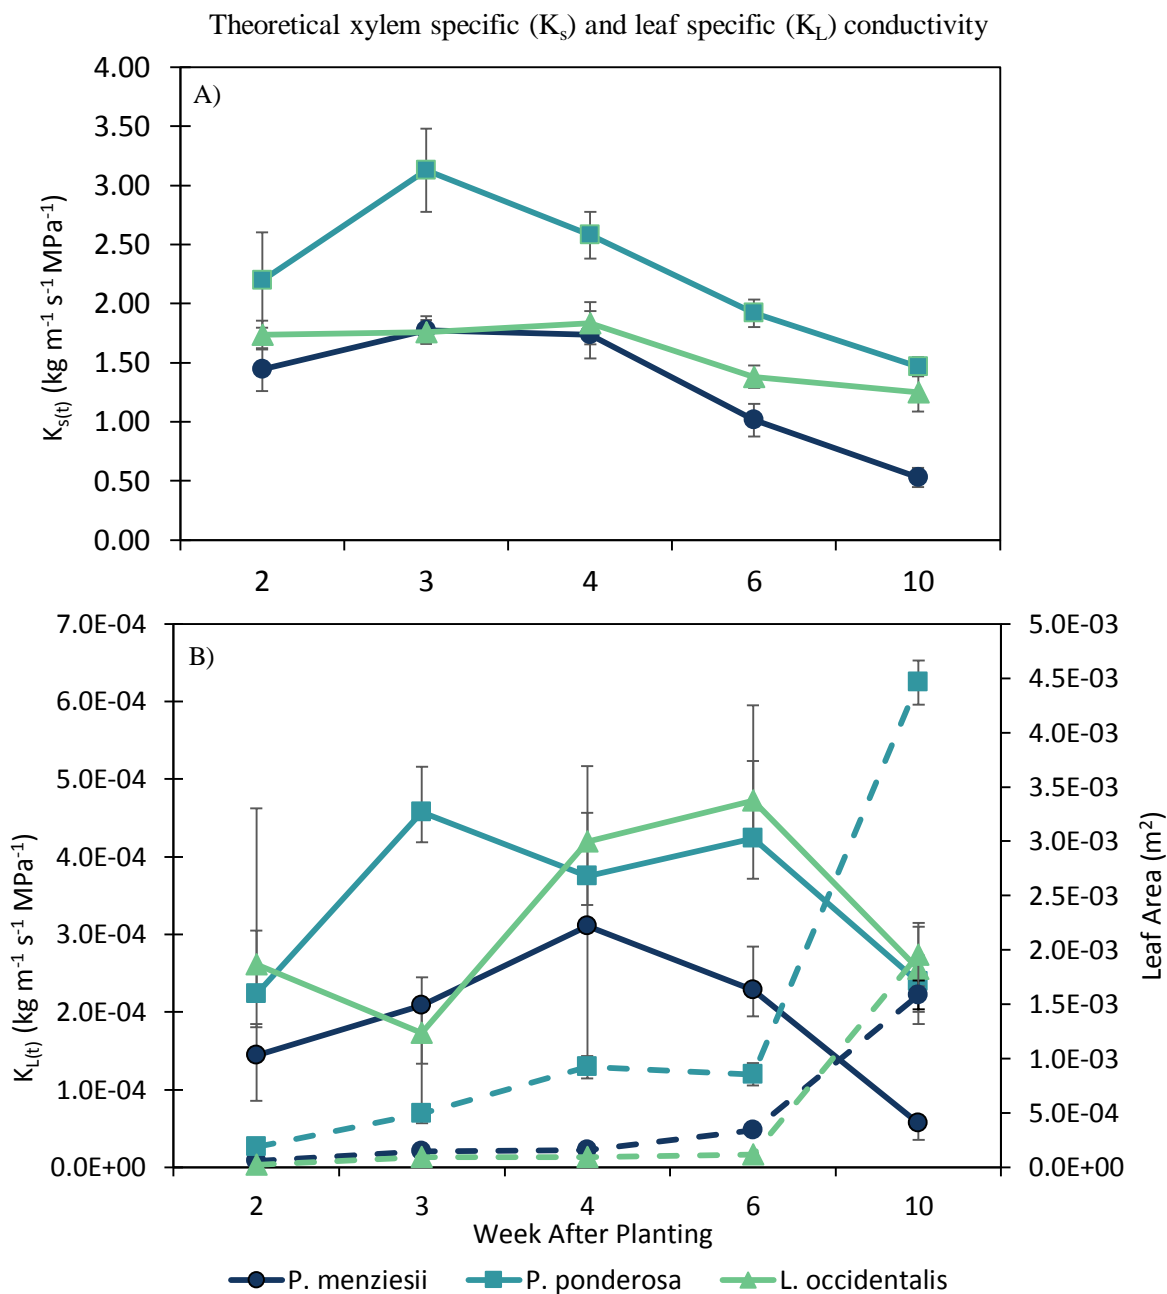 Theoretical xylem specific (Ks) and leaf specific (KL) conductivity
A)
4.00
3.50
3.00
2.50
2.00
1.50
1.00
0.50
0.00
Ks(t) (kg m-1 s-1 MPa-1)
2 3 4 6 10
B)
7.0E-04
6.0E-04
5.0E-04
4.0E-04
3.0E-04
2.0E-04
1.0E-04
0.0E+00
KL(t) (kg m-1 s-1 MPa-1)
5.0E-03
4.5E-03
4.0E-03
3.5E-03
3.0E-03
2.5E-03
2.0E-03
1.5E-03
1.0E-03
5.0E-04
0.0E+00
Leaf Area (m2)
2 3 4 6 10
Week After Planting
P. menziesii P. ponderosa L. occidentalis